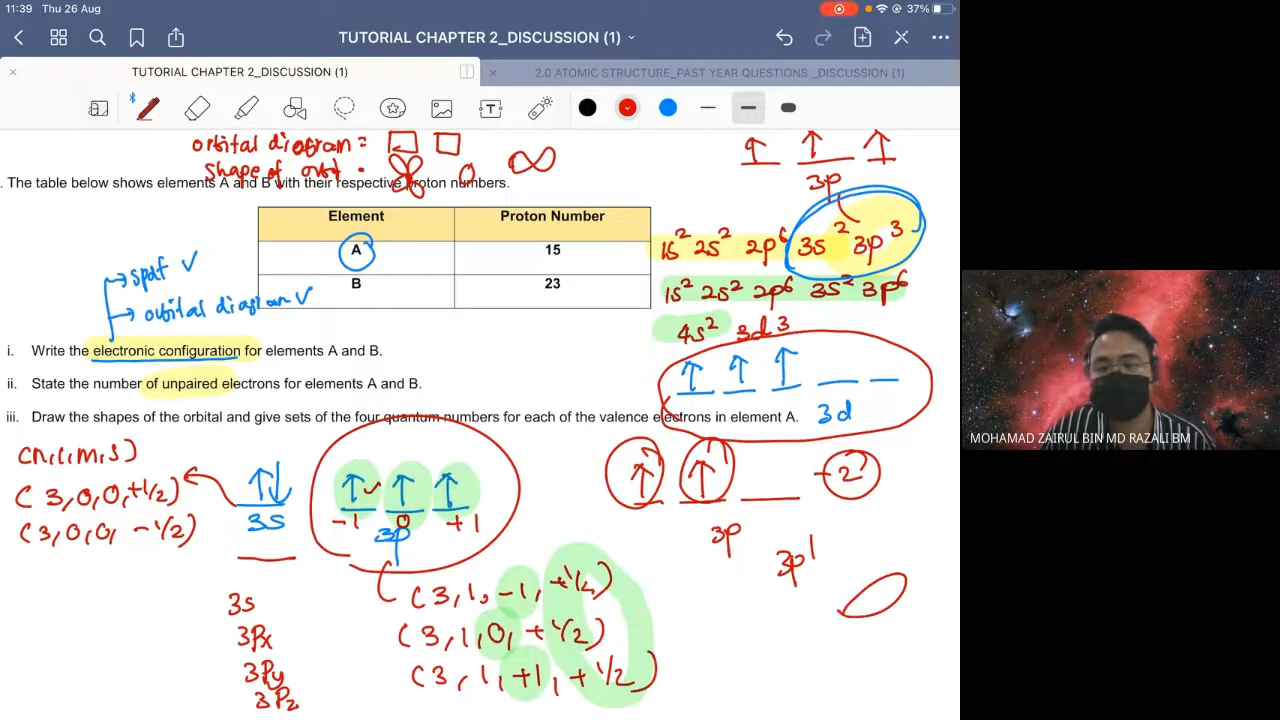 11:39 Thu 26 Aug
37%
TUTORIAL CHAPTER 2_DISCUSSION (1)
TUTORIAL CHAPTER 2_DISCUSSION (1)
2.0 ATOMIC STRUCTURE_PAST YEAR QUESTIONS _DISCUSSION (1)
orbital diagram =
shape of orbit
3p
. The table below shows elements A and B with their respective proton numbers.
Element Proton Number
A 15
B 23
1s² 2s² 2p⁶ 3s² 3p³
1s² 2s² 2p⁶ 3s² 3p⁶
4s² 3d³
→ spdf ✓
→ orbital diagram ✓
i. Write the electronic configuration for elements A and B.
ii. State the number of unpaired electrons for elements A and B.
iii. Draw the shapes of the orbital and give sets of the four quantum numbers for each of the valence electrons in element A.
3d
(n,l,m,s)
(3,0,0,+1/2)
(3,0,0,-1/2)
3s
-1 0 +1
3p
3p
3p¹
(3,1,-1,+1/2)
(3,1,0,+1/2)
(3,1,+1,+1/2)
3s
3Px
3Py
3Pz
MOHAMAD ZAIRUL BIN MD RAZALI BM